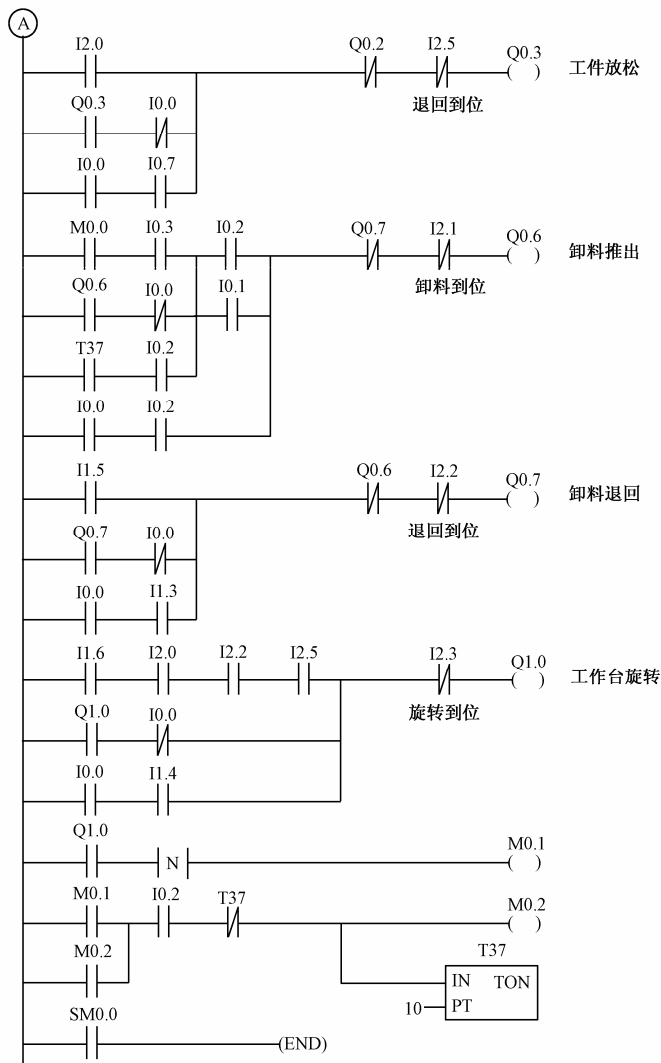 A
I2.0 Q0.2 I2.5 Q0.3 工件放松
退回到位
Q0.3 I0.0
I0.0 I0.7
M0.0 I0.3 I0.2 Q0.7 I2.1 Q0.6 卸料推出
卸料到位
Q0.6 I0.0 I0.1
T37 I0.2
I0.0 I0.2
I1.5 Q0.6 I2.2 Q0.7 卸料退回
退回到位
Q0.7 I0.0
I0.0 I1.3
I1.6 I2.0 I2.2 I2.5 I2.3 Q1.0 工作台旋转
旋转到位
Q1.0 I0.0
I0.0 I1.4
Q1.0 N M0.1
M0.1 I0.2 T37 M0.2
M0.2 T37
IN TON
10 PT
SM0.0 (END)